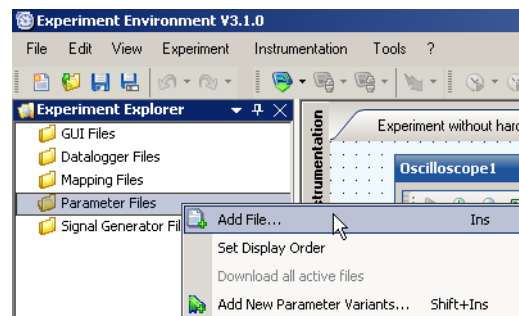 Experiment Environment V3.1.0
File Edit View Experiment Instrumentation Tools ?
Experiment Explorer
GUI Files
Datalogger Files
Mapping Files
Parameter Files
Signal Generator Fil
Add File... Ins
Set Display Order
Download all active files
Add New Parameter Variants... Shift+Ins
strumentation
Experiment without hard
Oscilloscope1